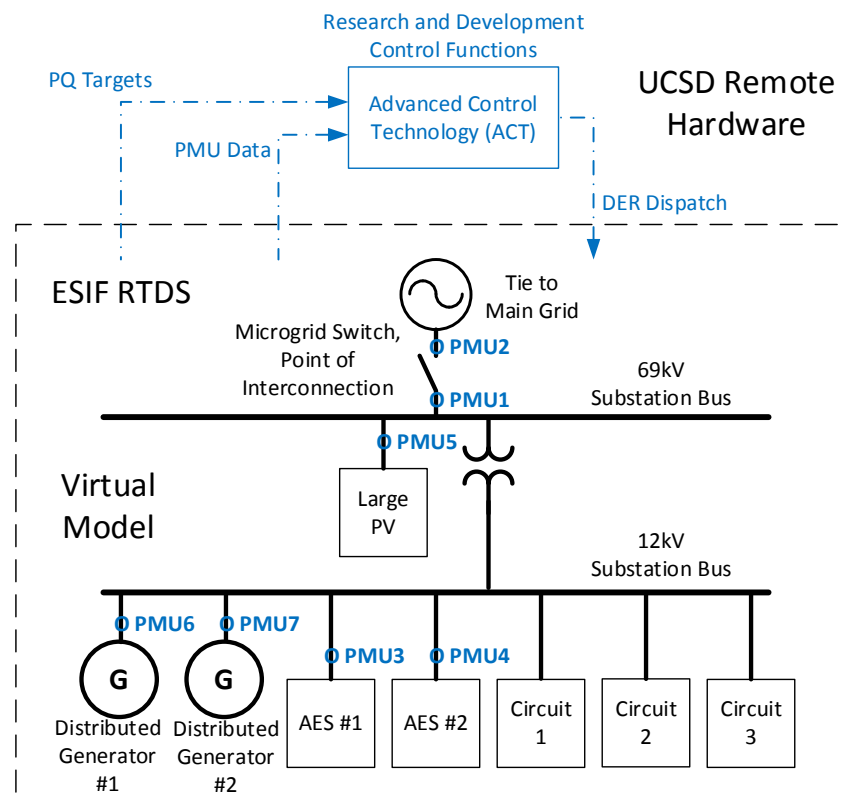 Research and Development
Control Functions
PQ Targets
Advanced Control
Technology (ACT)
UCSD Remote
Hardware
PMU Data
DER Dispatch
ESIF RTDS
Tie to
Main Grid
Microgrid Switch,
Point of
Interconnection
PMU2
PMU1
69kV
Substation Bus
PMU5
Large
PV
Virtual
Model
12kV
Substation Bus
PMU6
PMU7
PMU3
PMU4
G
G
AES #1
AES #2
Circuit
1
Circuit
2
Circuit
3
Distributed
Generator
#1
Distributed
Generator
#2